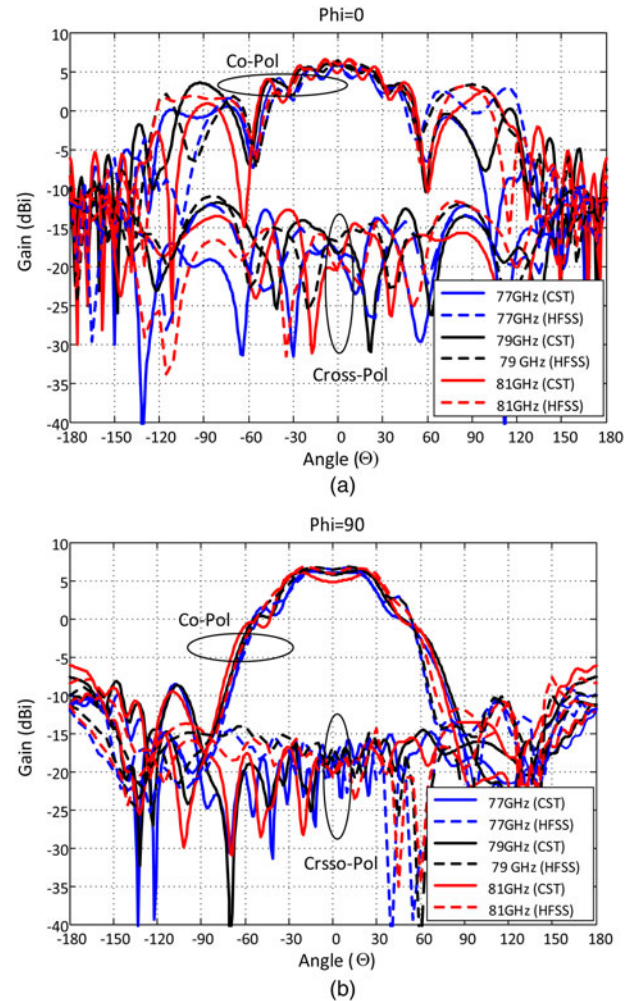 Phi=0
10
5
0
-5
-10
-15
-20
-25
-30
-35
-40
Gain (dBi)
Co-Pol
Cross-Pol
77GHz (CST)
77GHz (HFSS)
79GHz (CST)
79 GHz (HFSS)
81GHz (CST)
81GHz (HFSS)
-180 -150 -120 -90 -60 -30 0 30 60 90 120 150 180
Angle (Θ)
(a)
Phi=90
10
5
0
-5
-10
-15
-20
-25
-30
-35
-40
Gain (dBi)
Co-Pol
Crsso-Pol
77GHz (CST)
77GHz (HFSS)
79GHz (CST)
79 GHz (HFSS)
81GHz (CST)
81GHz (HFSS)
-180 -150 -120 -90 -60 -30 0 30 60 90 120 150 180
Angle (Θ)
(b)